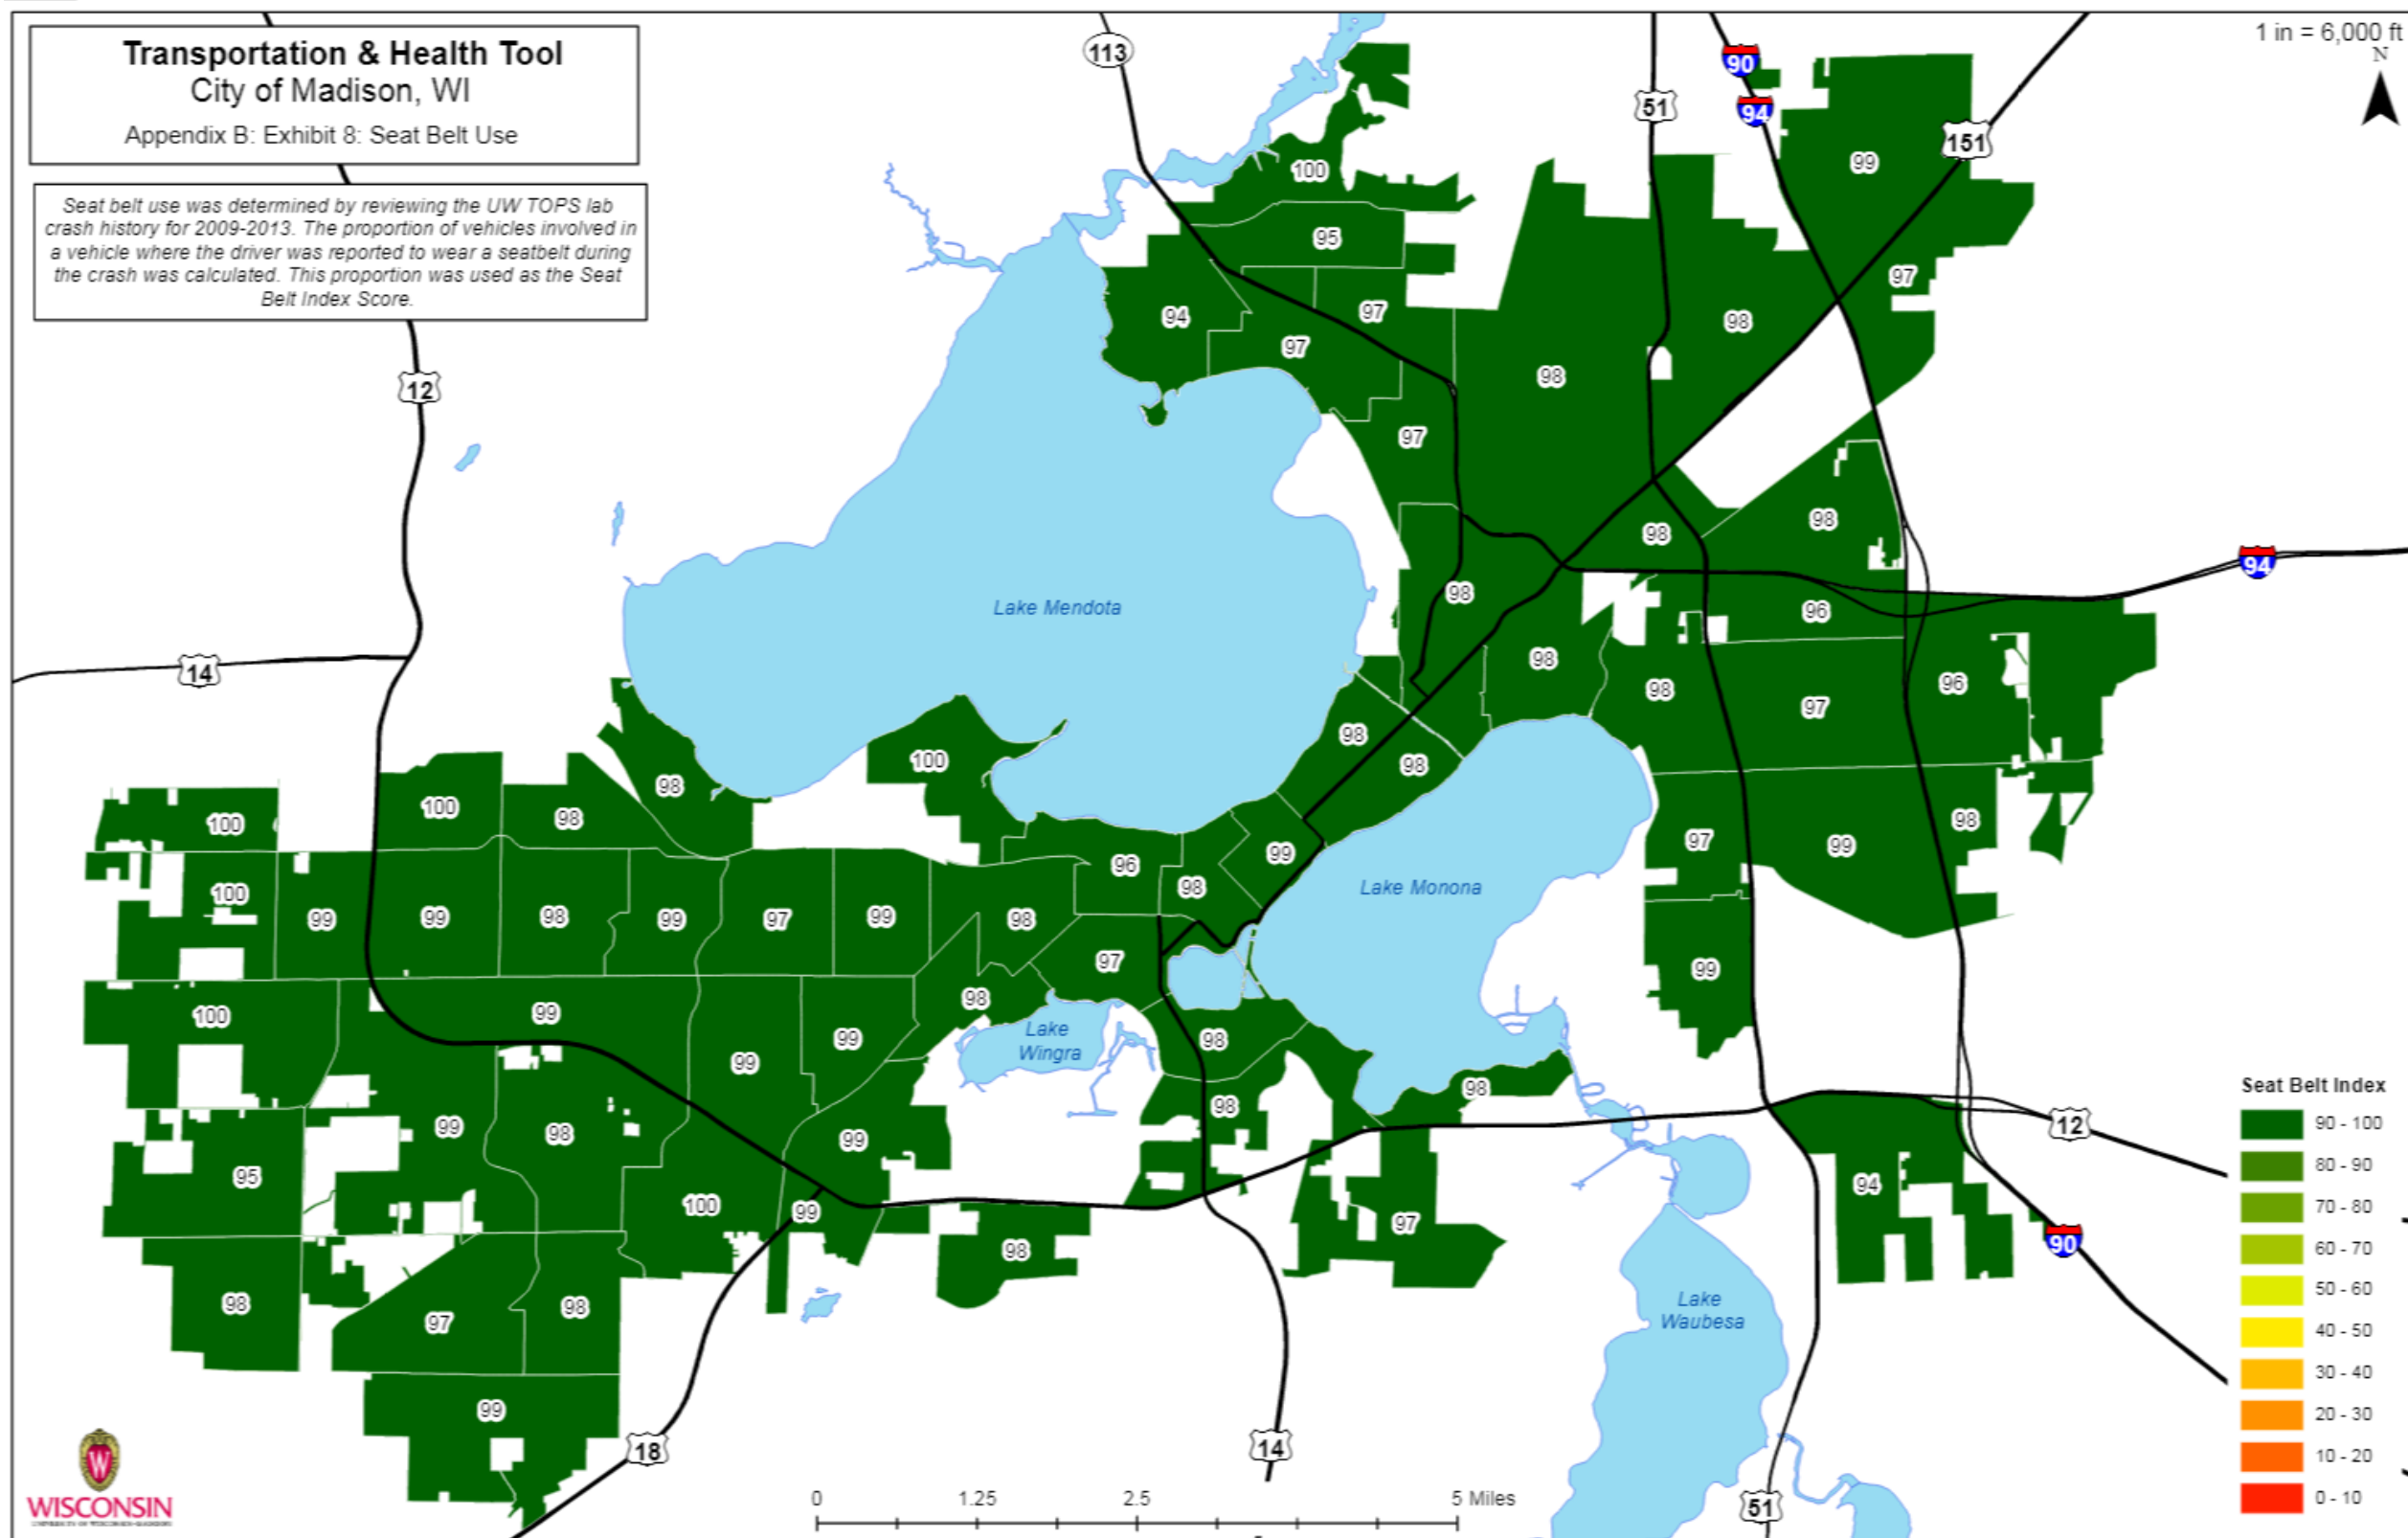 Transportation & Health Tool
City of Madison, WI
Appendix B: Exhibit 8: Seat Belt Use
Seat belt use was determined by reviewing the UW TOPS lab
crash history for 2009-2013. The proportion of vehicles involved in
a vehicle where the driver was reported to wear a seatbelt during
the crash was calculated. This proportion was used as the Seat
Belt Index Score.
1 in = 6,000 ft
N
113
51
90
94
151
99
100
95
97
94
97
98
98
97
12
97
98
98
98
94
98
96
Lake Mendota
14
98
98
97
96
98
98
100
98
100
98
100
98
97
99
98
96
99
98
Lake Monona
100
99
99
98
99
97
99
98
97
99
100
99
98
99
99
98
Lake
Wingra
98
98
98
95
99
98
99
100
99
98
97
94
12
90
98
97
98
99
Lake
Waubesa
18
14
51
Seat Belt Index
90 - 100
80 - 90
70 - 80
60 - 70
50 - 60
40 - 50
30 - 40
20 - 30
10 - 20
0 - 10
0 1.25 2.5 5 Miles
W
WISCONSIN
UNIVERSITY OF WISCONSIN-MADISON